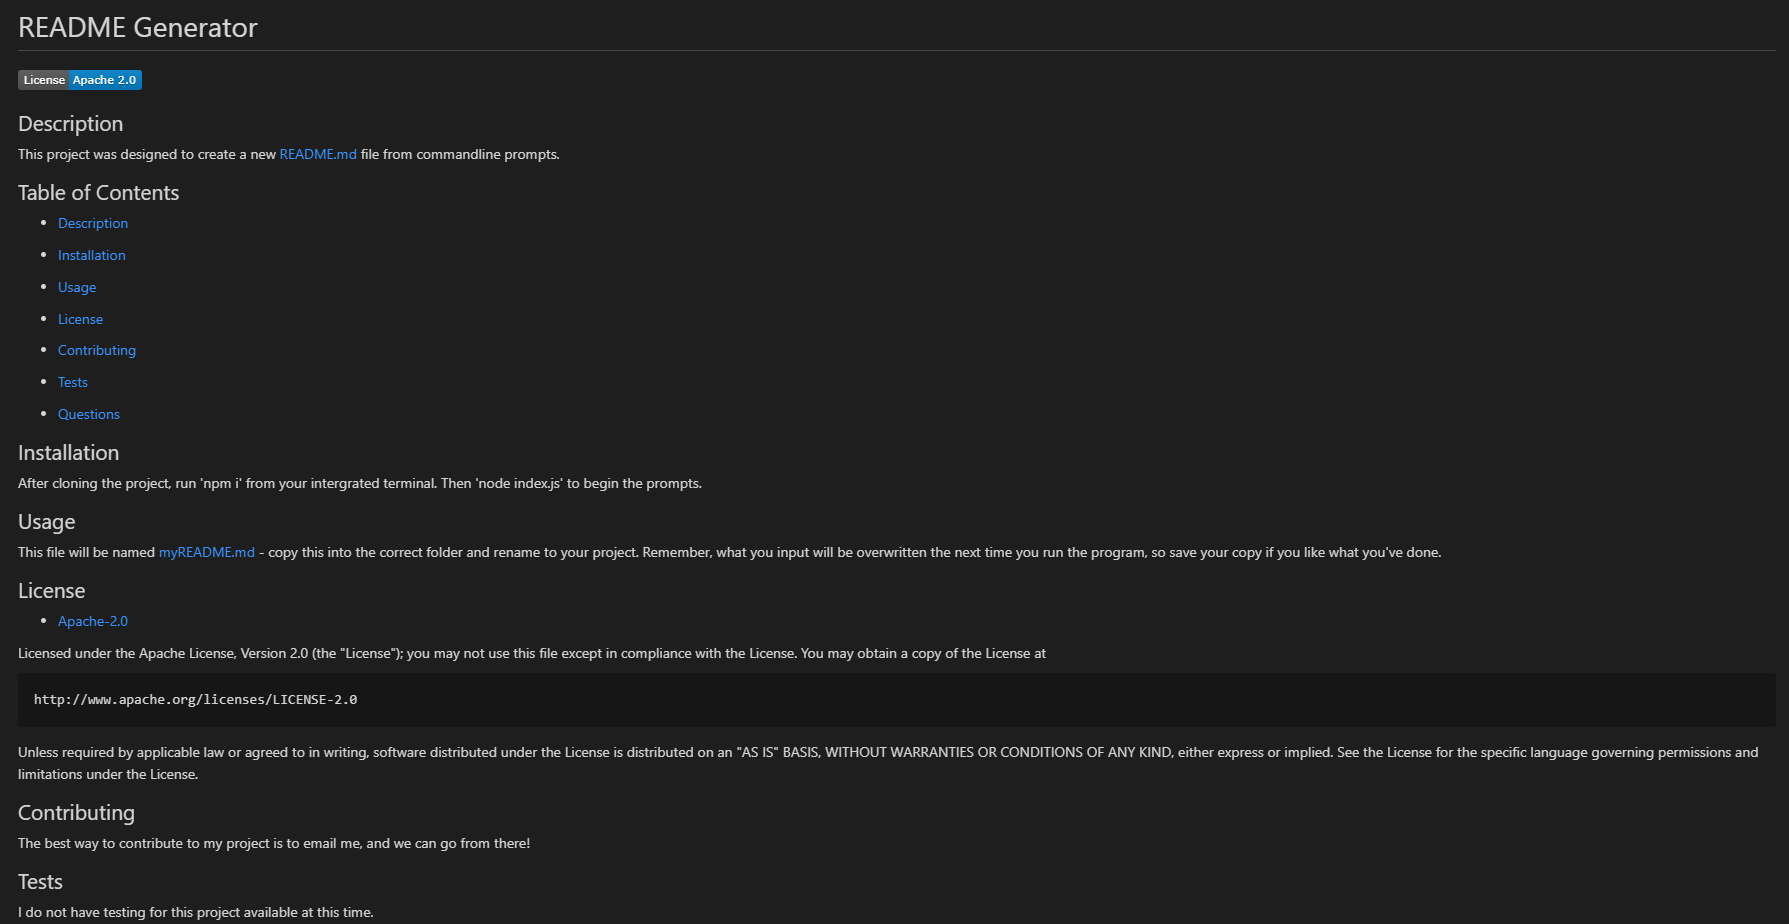 README Generator
License Apache 2.0
Description
This project was designed to create a new README.md file from commandline prompts.
Table of Contents
Description
Installation
Usage
License
Contributing
Tests
Questions
Installation
After cloning the project, run 'npm i' from your intergrated terminal. Then 'node index.js' to begin the prompts.
Usage
This file will be named myREADME.md - copy this into the correct folder and rename to your project. Remember, what you input will be overwritten the next time you run the program, so save your copy if you like what you've done.
License
Apache-2.0
Licensed under the Apache License, Version 2.0 (the "License"); you may not use this file except in compliance with the License. You may obtain a copy of the License at
http://www.apache.org/licenses/LICENSE-2.0
Unless required by applicable law or agreed to in writing, software distributed under the License is distributed on an "AS IS" BASIS, WITHOUT WARRANTIES OR CONDITIONS OF ANY KIND, either express or implied. See the License for the specific language governing permissions and
limitations under the License.
Contributing
The best way to contribute to my project is to email me, and we can go from there!
Tests
I do not have testing for this project available at this time.